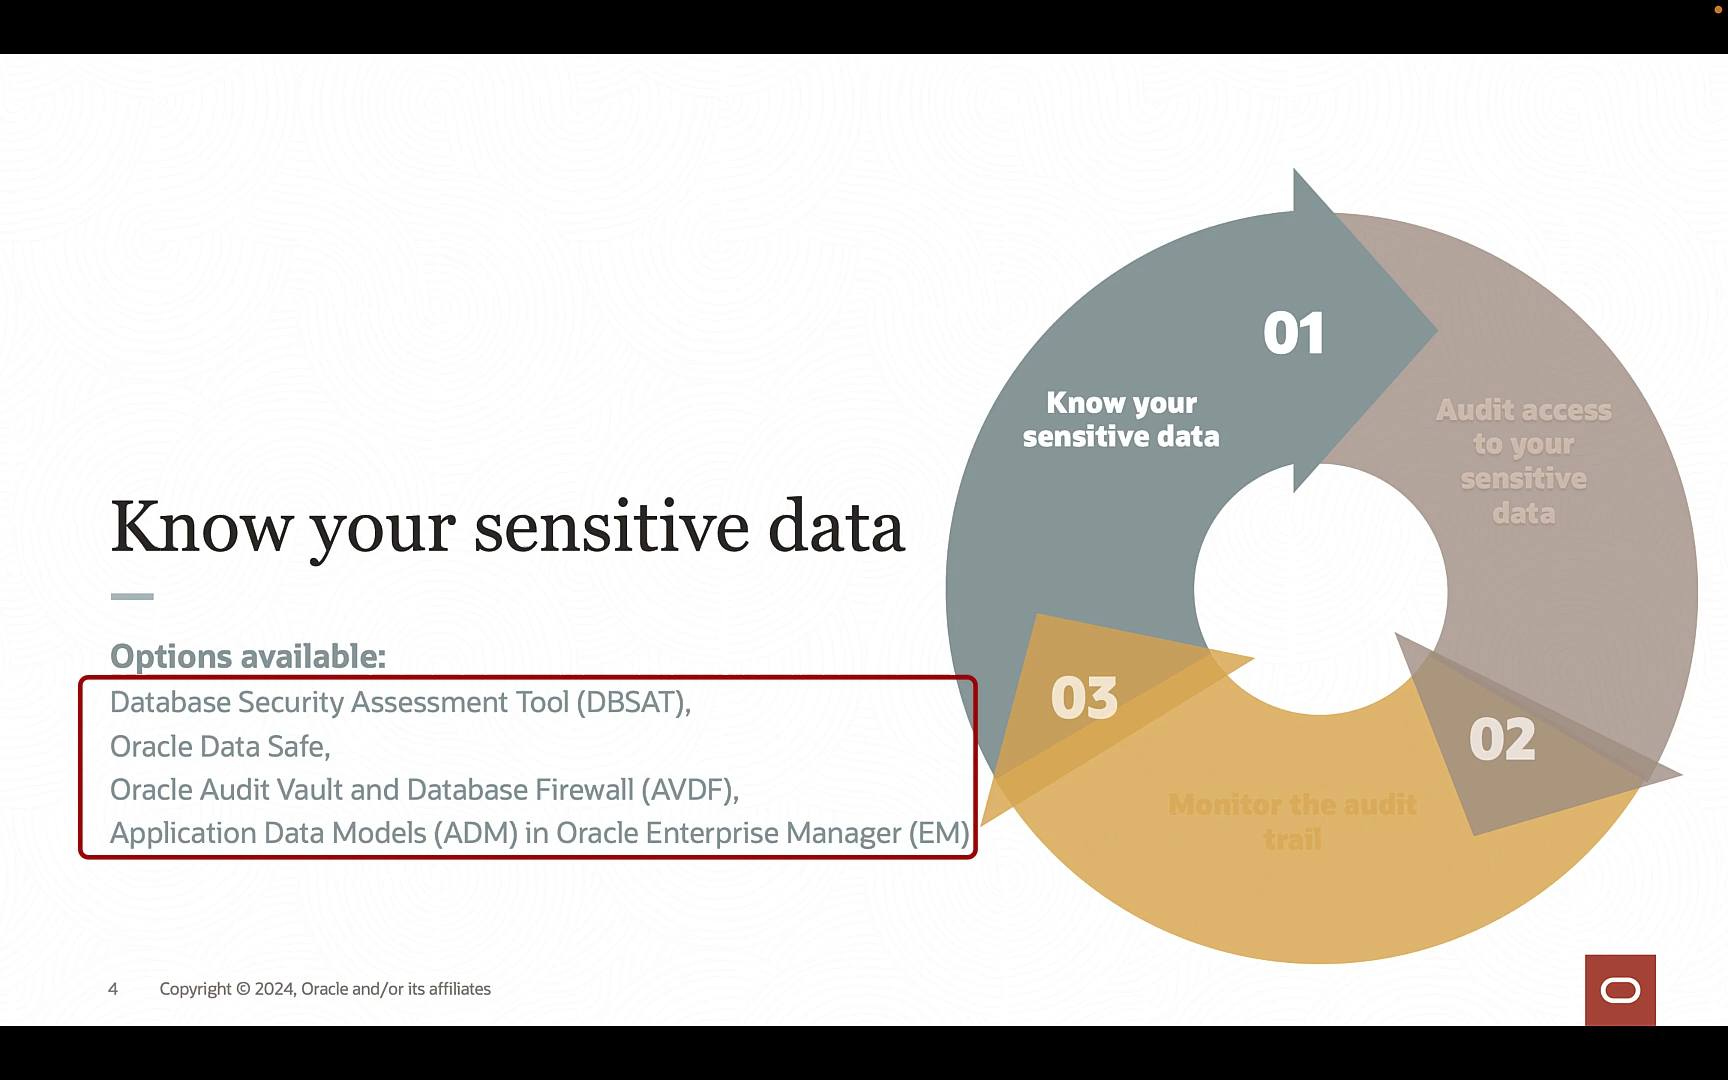 Know your sensitive data
Options available:
Database Security Assessment Tool (DBSAT),
Oracle Data Safe,
Oracle Audit Vault and Database Firewall (AVDF),
Application Data Models (ADM) in Oracle Enterprise Manager (EM)
01
Know your
sensitive data
Audit access
to your
sensitive
data
02
Monitor the audit
trail
03
4
Copyright © 2024, Oracle and/or its affiliates